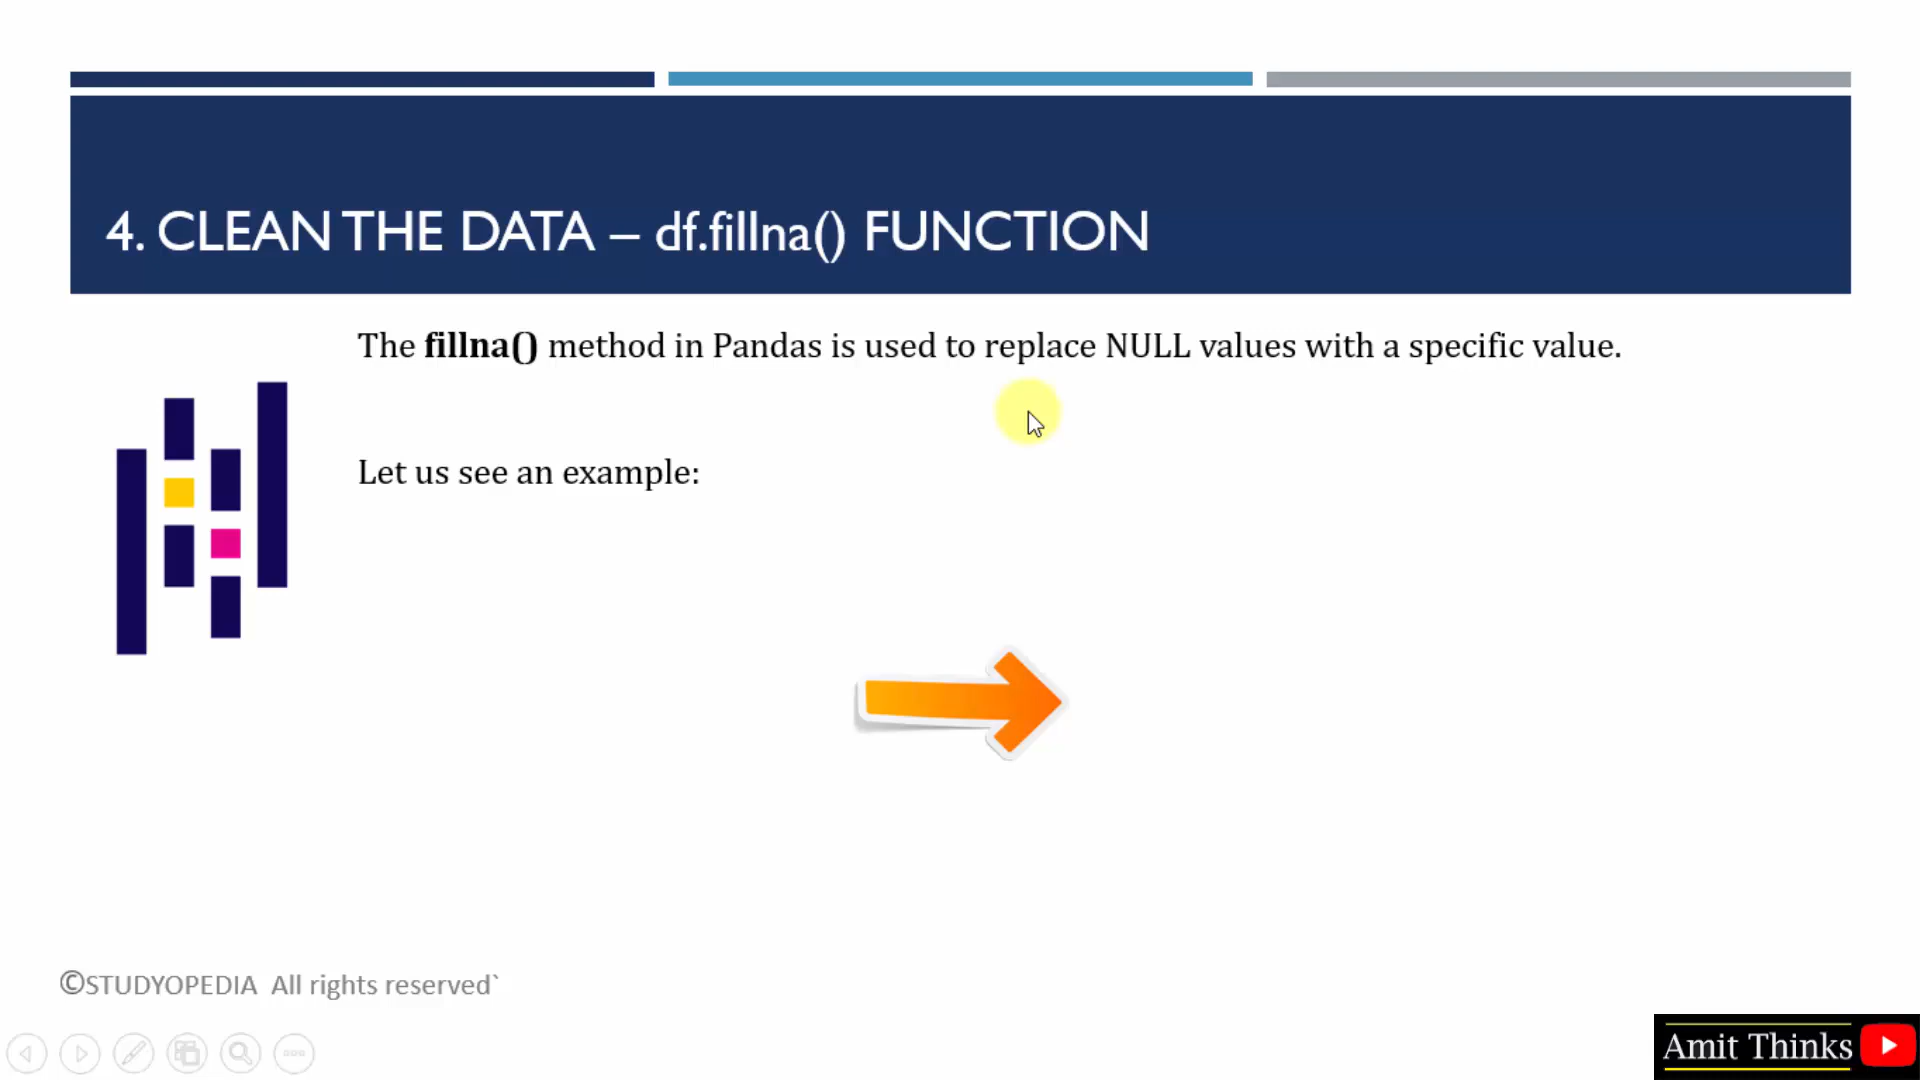 4. CLEAN THE DATA – df.fillna() FUNCTION
The fillna() method in Pandas is used to replace NULL values with a specific value.
Let us see an example:
©STUDYOPEDIA All rights reserved`
Amit Thinks